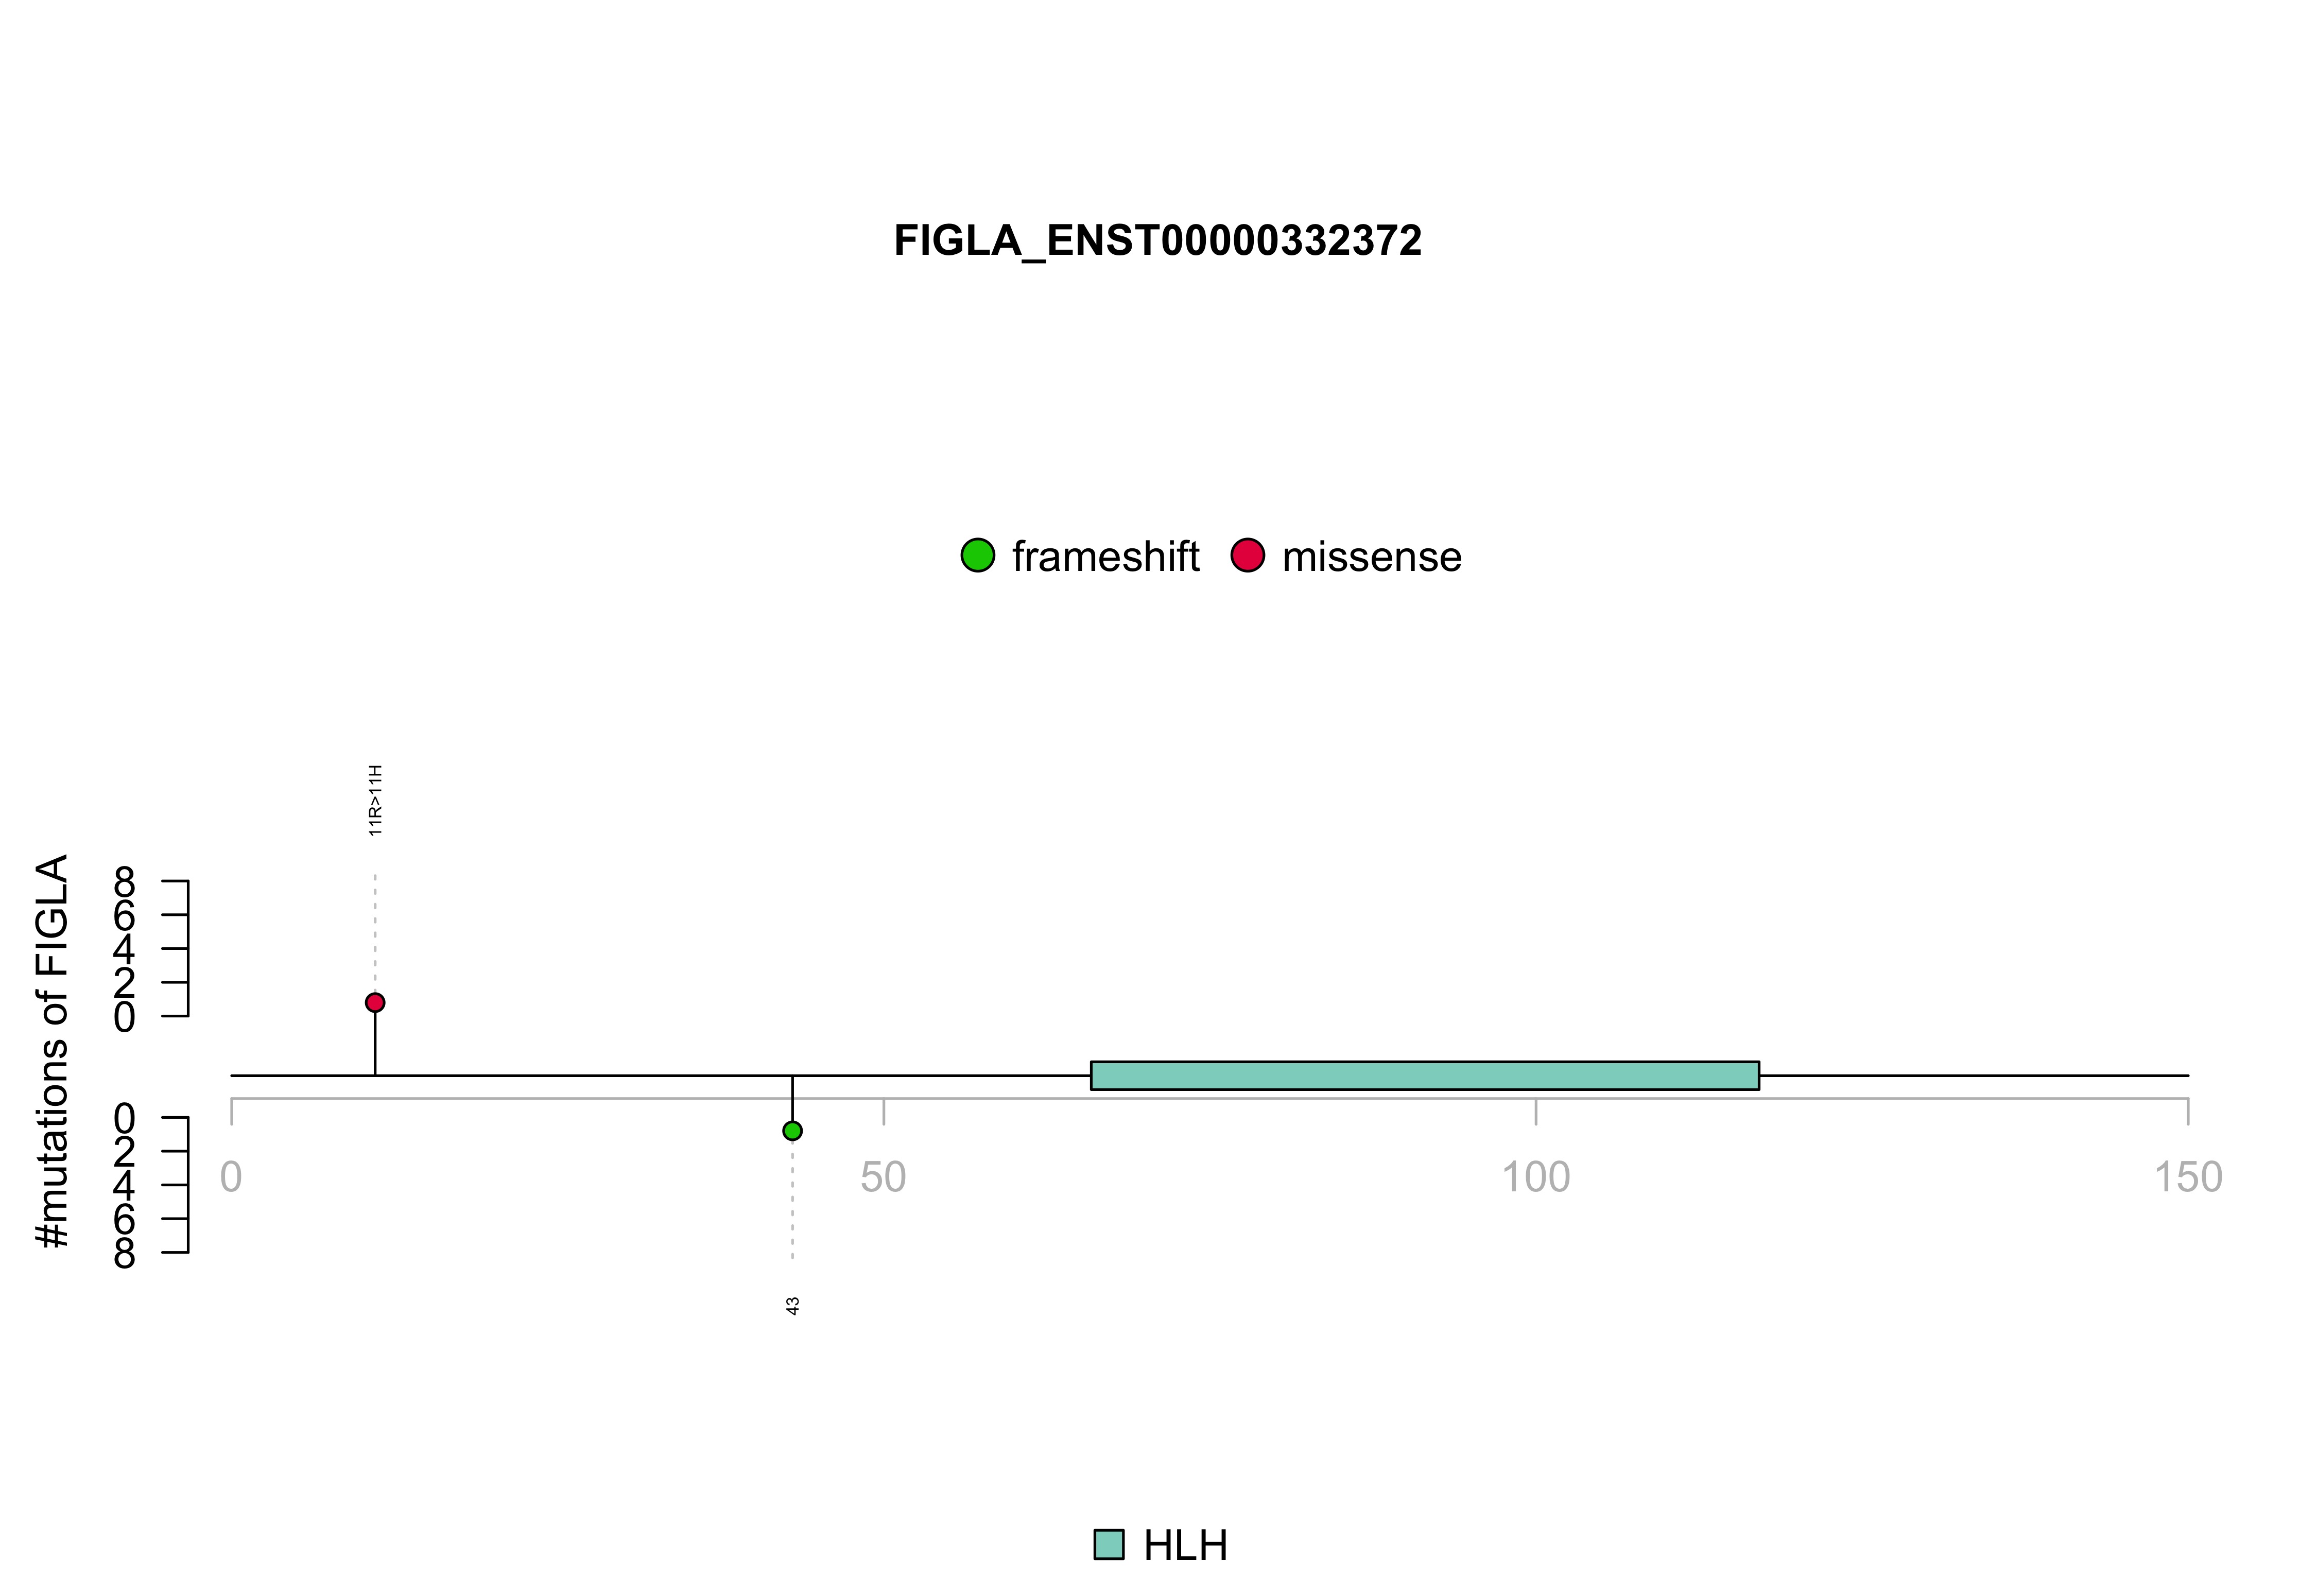 FIGLA_ENST00000332372
frameshift missense
11R>11H
#mutations of FIGLA
8
6
4
2
0
0
2
4
6
8
0 50 100 150
43
HLH